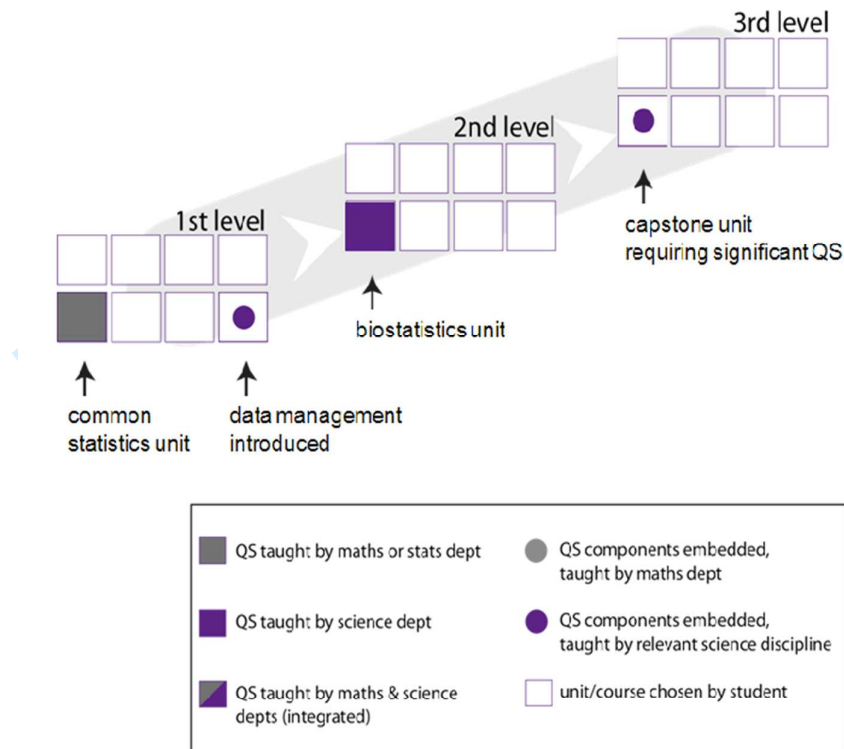 3rd level
2nd level
capstone unit
requiring significant QS
1st level
biostatistics unit
common
statistics unit
data management
introduced
QS taught by maths or stats dept
QS components embedded,
taught by maths dept
QS taught by science dept
QS components embedded,
taught by relevant science discipline
QS taught by maths & science
depts (integrated)
unit/course chosen by student